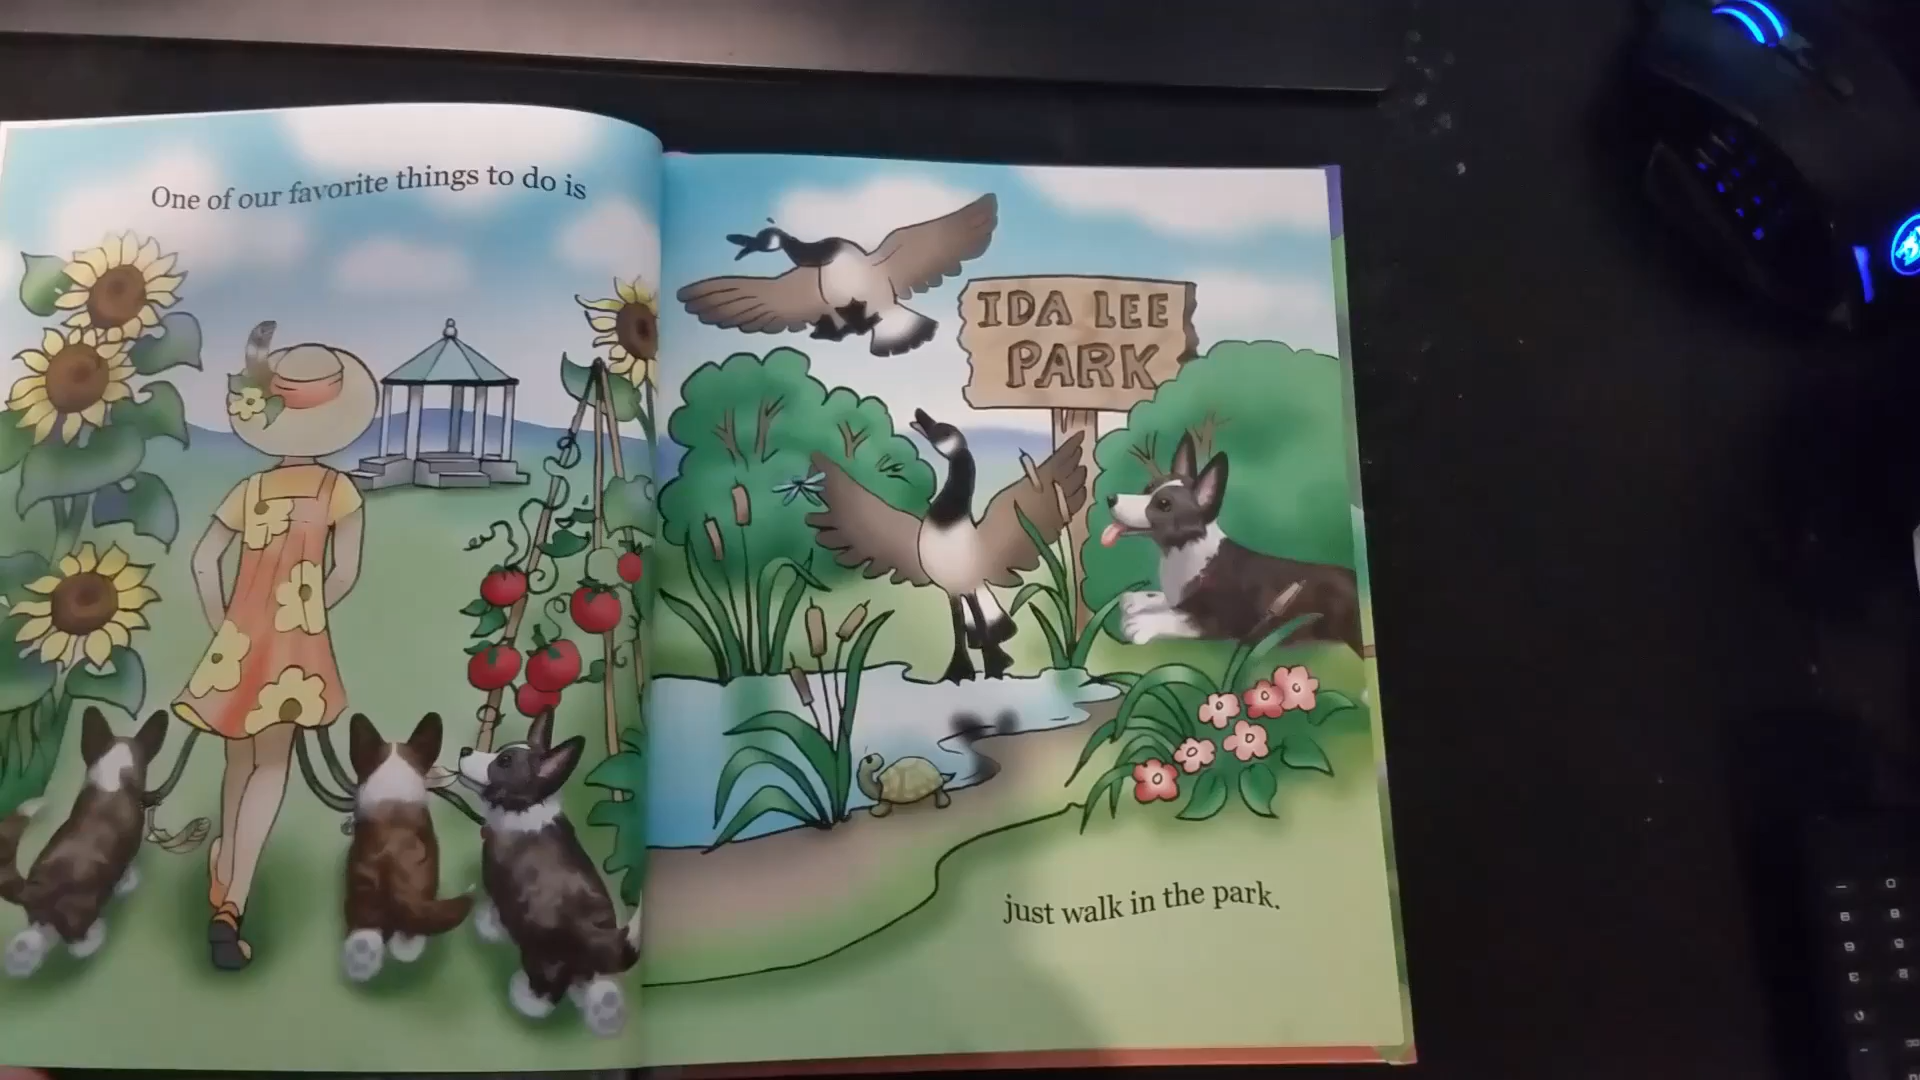 One of our favorite things to do is
IDA LEE
PARK
just walk in the park.